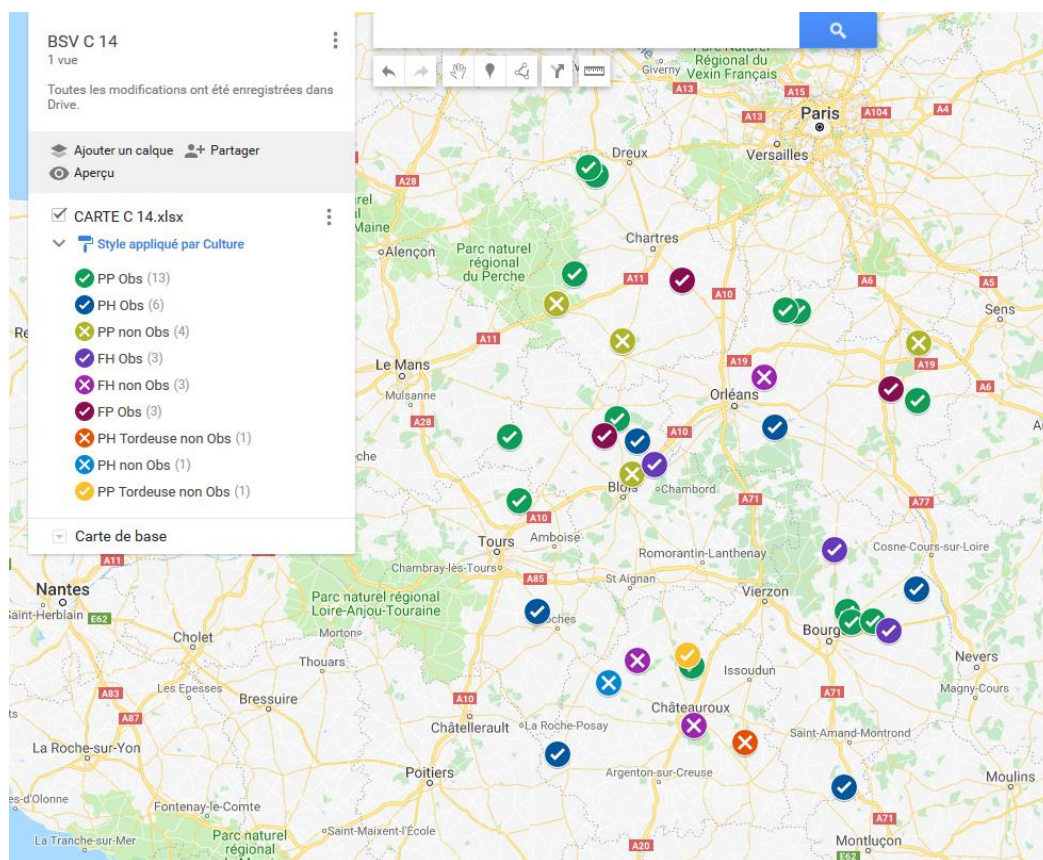 BSV C 14
1 vue
Toutes les modifications ont été enregistrées dans
Drive.
Ajouter un calque
Partager
Aperçu
CARTE C 14.xlsx
Style appliqué par Culture
PP Obs (13)
PH Obs (6)
PP non Obs (4)
FH Obs (3)
FH non Obs (3)
FP Obs (3)
PH Tordeuse non Obs (1)
PH non Obs (1)
PP Tordeuse non Obs (1)
Carte de base
Giverny
Parc Naturel
Régional du
Vexin Français
A13
A15
A13
Paris
A104
A4
Versailles
A13
Dreux
A28
Maine
Alençon
Parc naturel
régional
du Perche
Chartres
A11
A10
A6
A5
Sens
A11
Le Mans
Mulsanne
A19
A19
A6
Orléans
A28
A10
Blois
Chambord
A71
A77
A10
Tours
Amboise
Romorantin-Lanthenay
Cosne-Cours-sur-Loire
A11
Chambray-lès-Tours
A85
St Aignan
Vierzon
Nantes
Saint-Herblain
E62
Parc naturel régional
Loire-Anjou-Touraine
Cholet
Montmo
Thouars
Issoudun
Nevers
Magny-Cours
A83
Les Epesses
Bressuire
A10
A71
A87
Châtellerault
La Roche-Posay
Châteauroux
Saint-Amand-Montrond
La Roche-sur-Yon
Poitiers
Argenton-sur-Creuse
Moulins
Fontenay-le-Comte
A71
La Tranche-sur-Mer
Parc naturel
régional
Saint-Maixent-l'École
A20
Montluçon
E62